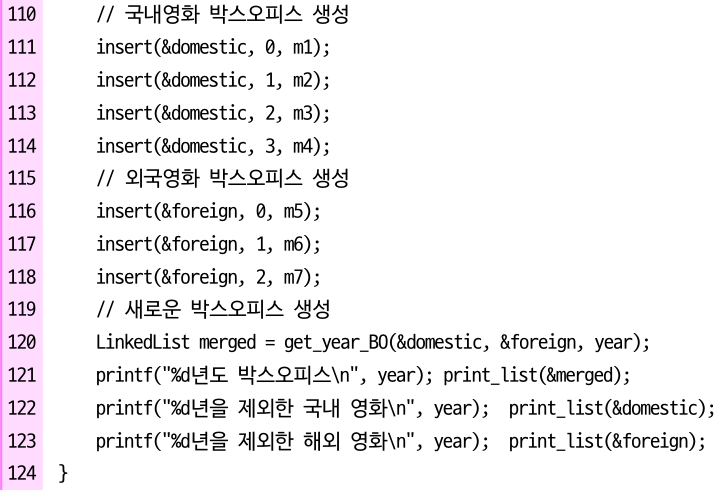 110 // 국내영화 박스오피스 생성
111 insert(&domestic, 0, m1);
112 insert(&domestic, 1, m2);
113 insert(&domestic, 2, m3);
114 insert(&domestic, 3, m4);
115 // 외국영화 박스오피스 생성
116 insert(&foreign, 0, m5);
117 insert(&foreign, 1, m6);
118 insert(&foreign, 2, m7);
119 // 새로운 박스오피스 생성
120 LinkedList merged = get_year_BO(&domestic, &foreign, year);
121 printf("%d년도 박스오피스\n", year); print_list(&merged);
122 printf("%d년을 제외한 국내 영화\n", year);  print_list(&domestic);
123 printf("%d년을 제외한 해외 영화\n", year);  print_list(&foreign);
124 }